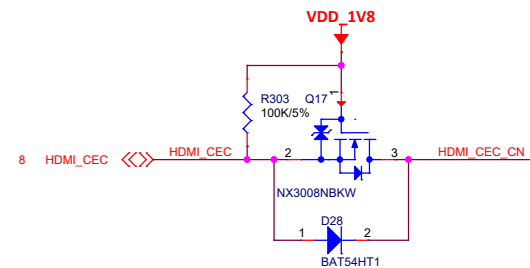 VDD_1V8
R303 Q17 1
100K/5%
8 HDMI_CEC HDMI_CEC 2 3 HDMI_CEC_CN
NX3008NBKW
D28
1 2
BAT54HT1